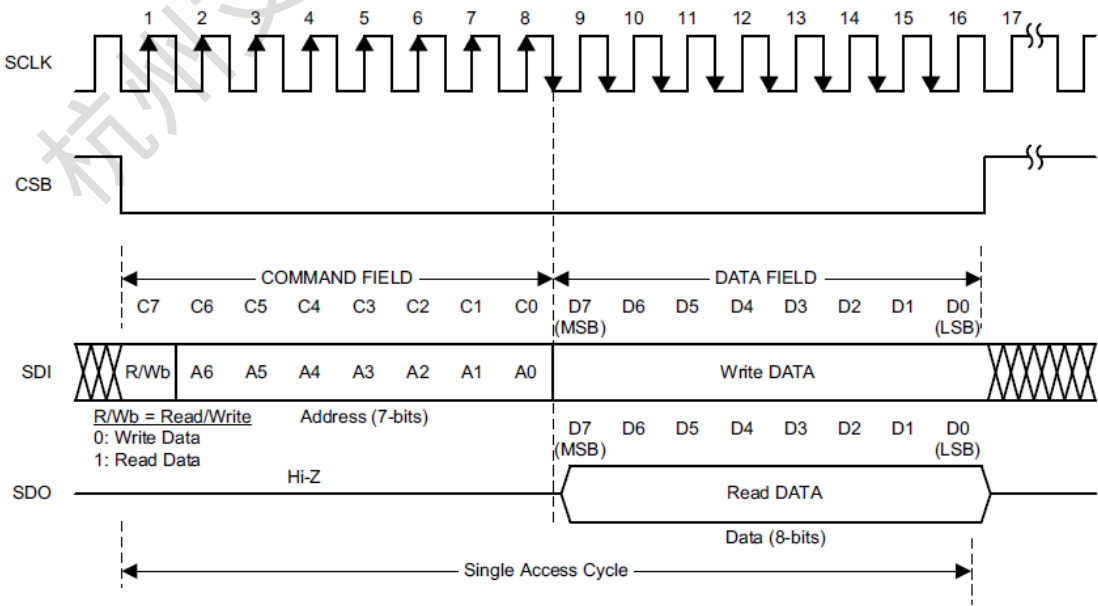 1 2 3 4 5 6 7 8 9 10 11 12 13 14 15 16 17
SCLK
CSB
COMMAND FIELD DATA FIELD
C7 C6 C5 C4 C3 C2 C1 C0 D7 D6 D5 D4 D3 D2 D1 D0
(MSB) (LSB)
SDI R/Wb A6 A5 A4 A3 A2 A1 A0 Write DATA
R/Wb = Read/Write Address (7-bits)
0: Write Data
1: Read Data
D7 D6 D5 D4 D3 D2 D1 D0
(MSB) (LSB)
Hi-Z
SDO Read DATA
Data (8-bits)
Single Access Cycle
杭州